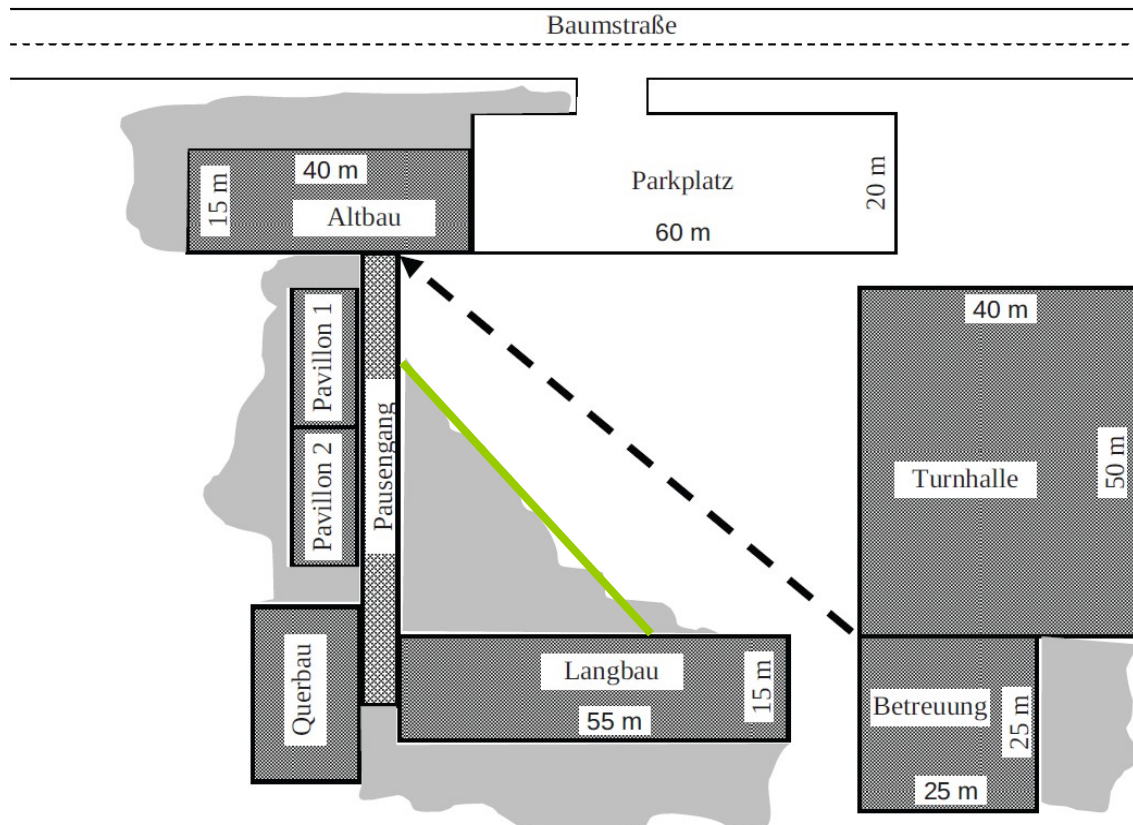 Baumstraße
40 m
15 m
Altbau
Parkplatz
20 m
60 m
Pavillon 1
Pavillon 2
Pausengang
40 m
Turnhalle
50 m
Querbau
Langbau
15 m
55 m
Betreuung
25 m
25 m